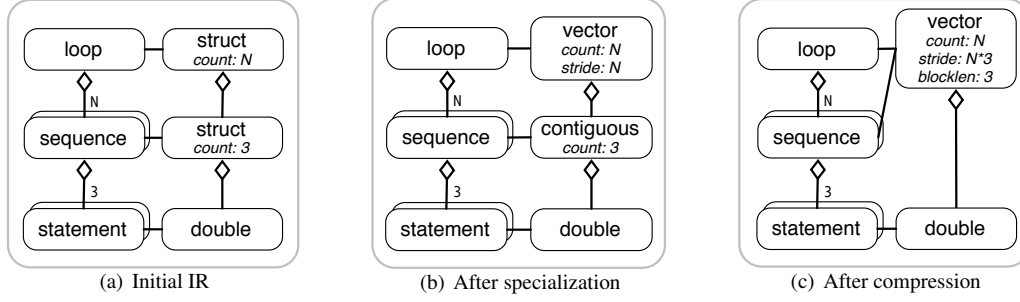 loop
struct
count: N
N
sequence
struct
count: 3
3
statement
double
(a) Initial IR
loop
vector
count: N
stride: N
N
sequence
contiguous
count: 3
3
statement
double
(b) After specialization
loop
vector
count: N
stride: N*3
blocklen: 3
N
sequence
3
statement
double
(c) After compression